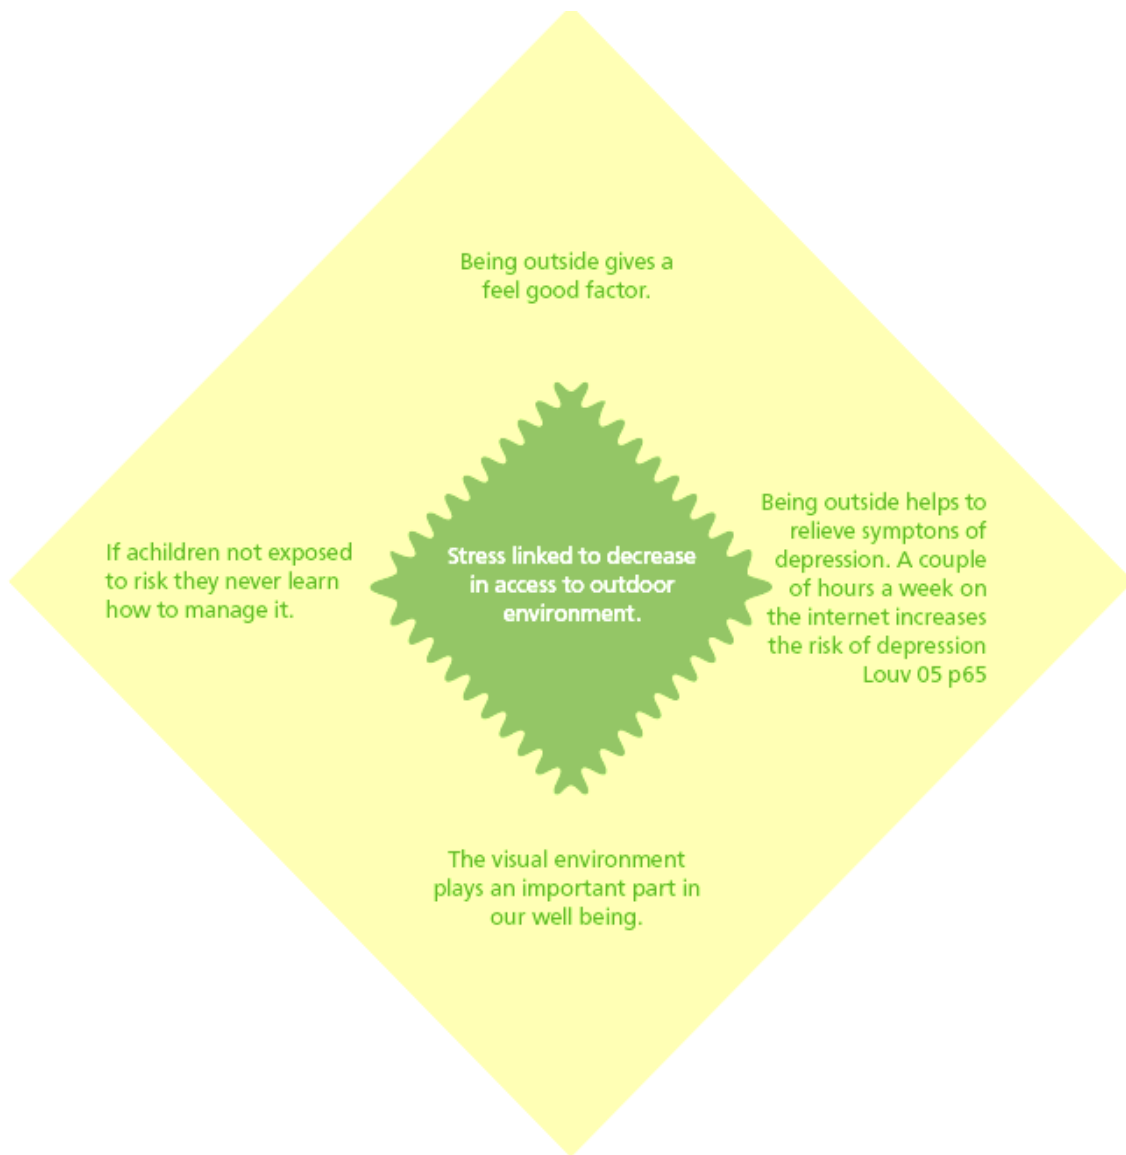 Being outside gives a
feel good factor.
If achildren not exposed
to risk they never learn
how to manage it.
Stress linked to decrease
in access to outdoor
environment.
Being outside helps to
relieve symptons of
depression. A couple
of hours a week on
the internet increases
the risk of depression
Louv 05 p65
The visual environment
plays an important part in
our well being.